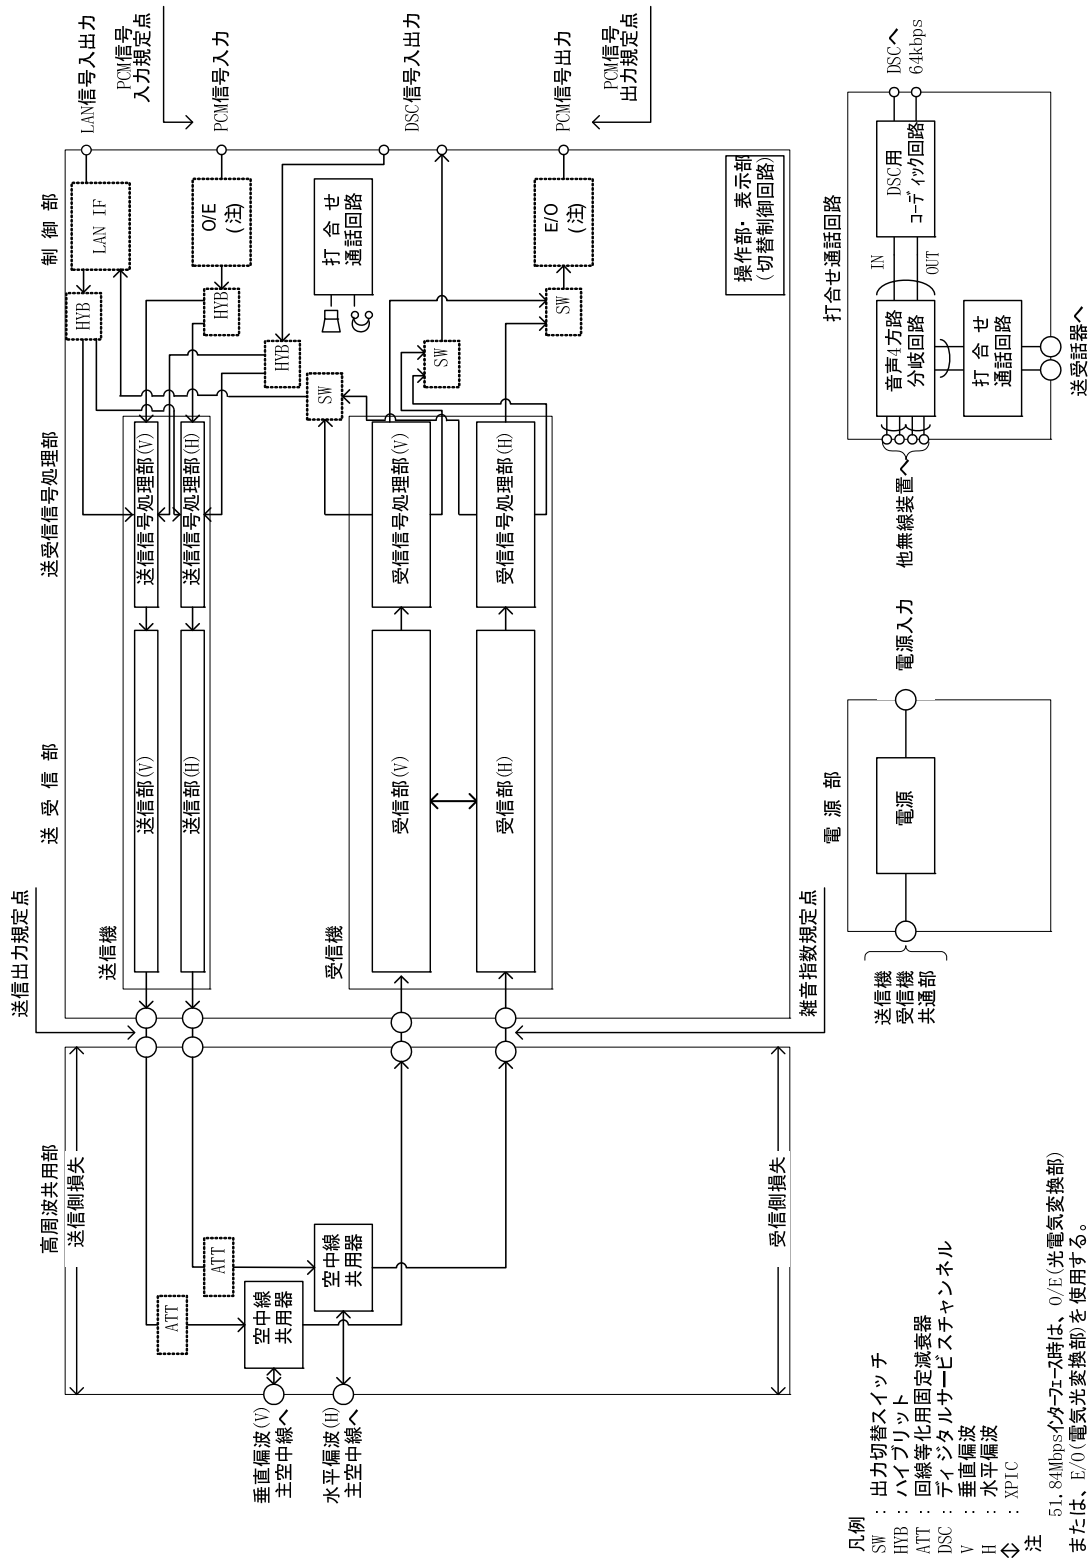 高周波共用部
送信側損失
受信側損失
垂直偏波(V)
主空中線へ
水平偏波(H)
主空中線へ
ATT
ATT
空中線
共用器
空中線
共用器
送信出力規定点
雑音指数規定点
送 受 信 部
送信機
送信部(V)
送信部(H)
受信機
受信部(V)
受信部(H)
送受信信号処理部
送信信号処理部(V)
送信信号処理部(H)
受信信号処理部(V)
受信信号処理部(H)
制 御 部
HYB
LAN IF
HYB
O/E
(注)
HYB
SW
打 合 せ
通話回路
SW
SW
E/O
(注)
操作部・表示部
(切替制御回路)
LAN信号入出力
PCM信号
入力規定点
PCM信号入力
DSC信号入出力
PCM信号出力
PCM信号
出力規定点
電 源 部
電源
電源入力
送信機
受信機
共通部
打合せ通話回路
他無線装置へ
音声4方路
分岐回路
IN
OUT
DSC用
コーディック回路
DSCへ
64kbps
打 合 せ
通話回路
送受話器へ
凡例
SW : 出力切替スイッチ
HYB : ハイブリット
ATT : 回線等化用固定減衰器
DSC : ディジタルサービスチャンネル
V : 垂直偏波
H : 水平偏波
⇔ : XPIC
注
51.84Mbpsインターフェース時は、O/E(光電気変換部)
または、E/O(電気光変換部)を使用する。